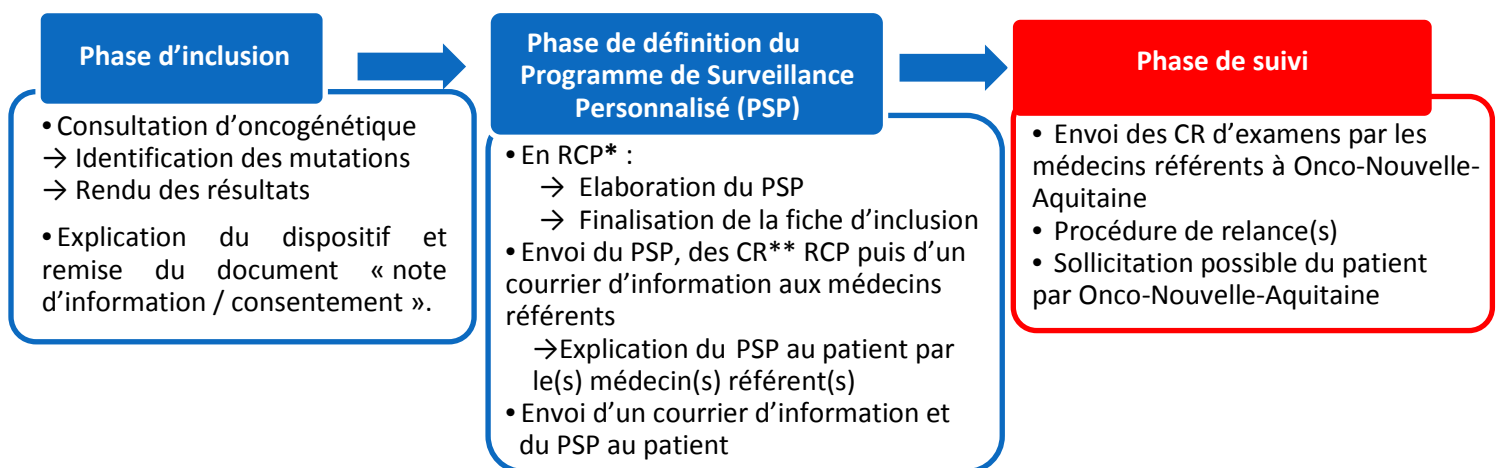 Phase d’inclusion
• Consultation d’oncogénétique
→ Identification des mutations
→ Rendu des résultats
• Explication du dispositif et
remise du document « note
d’information / consentement ».
Phase de définition du
Programme de Surveillance
Personnalisé (PSP)
• En RCP* :
→ Elaboration du PSP
→ Finalisation de la fiche d’inclusion
• Envoi du PSP, des CR** RCP puis d’un
courrier d’information aux médecins
référents
→Explication du PSP au patient par
le(s) médecin(s) référent(s)
• Envoi d’un courrier d’information et
du PSP au patient
Phase de suivi
• Envoi des CR d’examens par les
médecins référents à Onco-Nouvelle-
Aquitaine
• Procédure de relance(s)
• Sollicitation possible du patient
par Onco-Nouvelle-Aquitaine